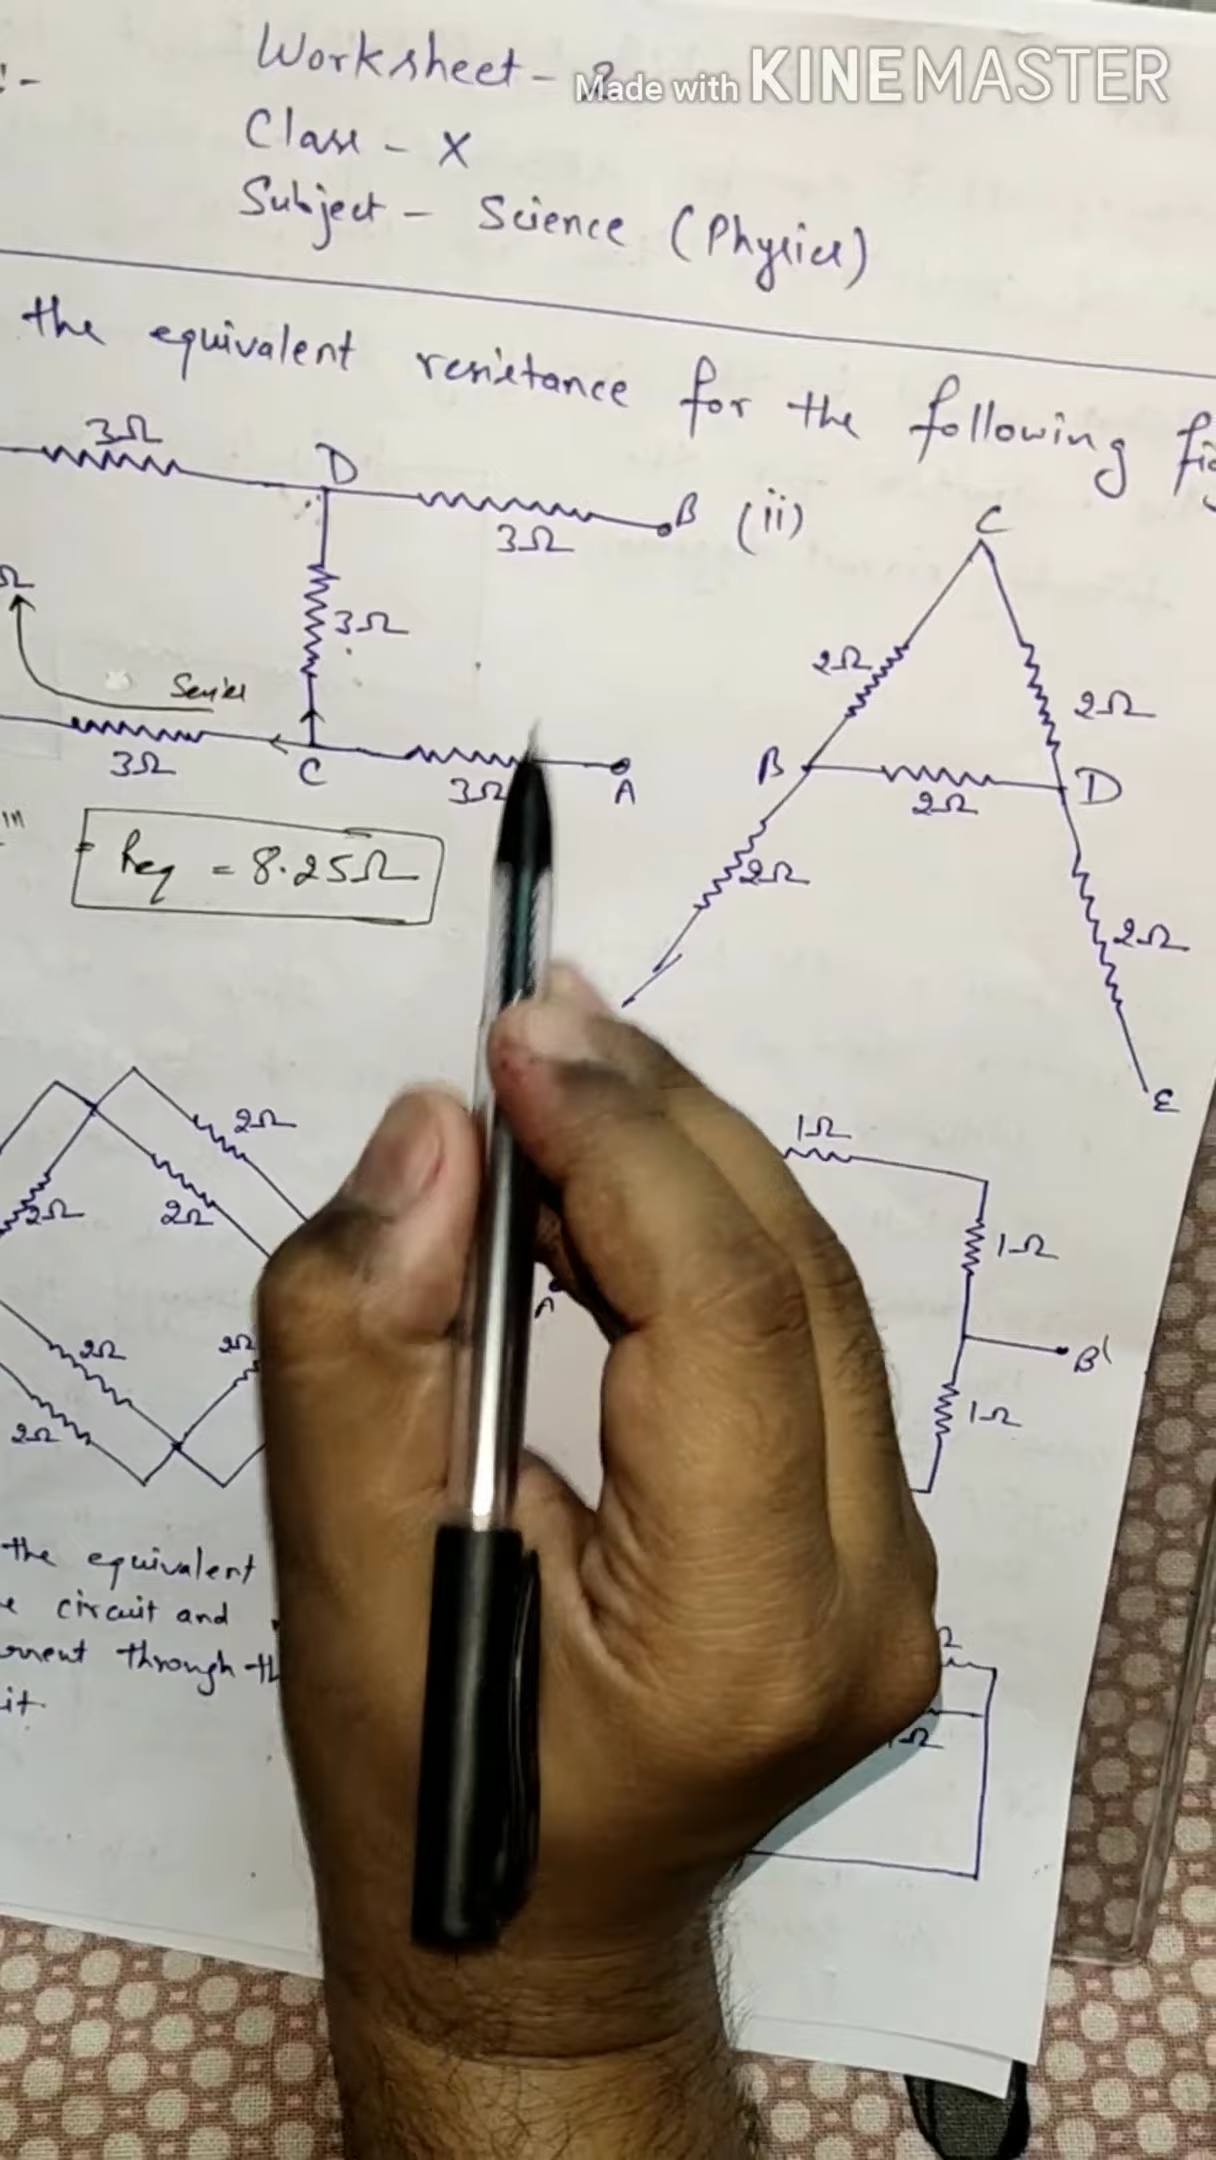 Worksheet - 2
Made with KINEMASTER
Class - X
Subject - Science (Physics)
the equivalent resistance for the following
3Ω
D
B
3Ω
(ii)
C
Ω
3Ω
2Ω
2Ω
Series
3Ω
C
3Ω
A
B
2Ω
D
Req = 8.25Ω
2Ω
2Ω
E
2Ω
2Ω
2Ω
1Ω
1Ω
A
2Ω
2Ω
B
1Ω
2Ω
the equivalent
circuit and
through